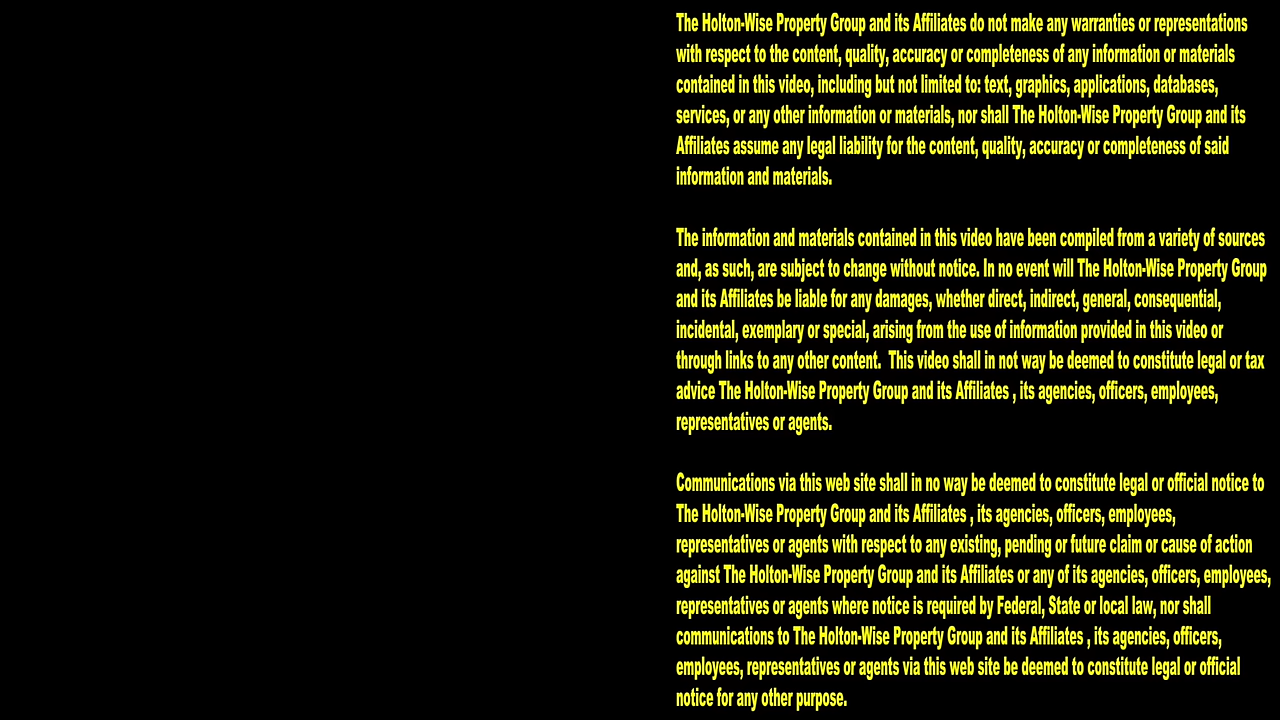 The Holton-Wise Property Group and its Affiliates do not make any warranties or representations
with respect to the content, quality, accuracy or completeness of any information or materials
contained in this video, including but not limited to: text, graphics, applications, databases,
services, or any other information or materials, nor shall The Holton-Wise Property Group and its
Affiliates assume any legal liability for the content, quality, accuracy or completeness of said
information and materials.
The information and materials contained in this video have been compiled from a variety of sources
and, as such, are subject to change without notice. In no event will The Holton-Wise Property Group
and its Affiliates be liable for any damages, whether direct, indirect, general, consequential,
incidental, exemplary or special, arising from the use of information provided in this video or
through links to any other content.  This video shall in not way be deemed to constitute legal or tax
advice The Holton-Wise Property Group and its Affiliates , its agencies, officers, employees,
representatives or agents.
Communications via this web site shall in no way be deemed to constitute legal or official notice to
The Holton-Wise Property Group and its Affiliates , its agencies, officers, employees,
representatives or agents with respect to any existing, pending or future claim or cause of action
against The Holton-Wise Property Group and its Affiliates or any of its agencies, officers, employees,
representatives or agents where notice is required by Federal, State or local law, nor shall
communications to The Holton-Wise Property Group and its Affiliates , its agencies, officers,
employees, representatives or agents via this web site be deemed to constitute legal or official
notice for any other purpose.